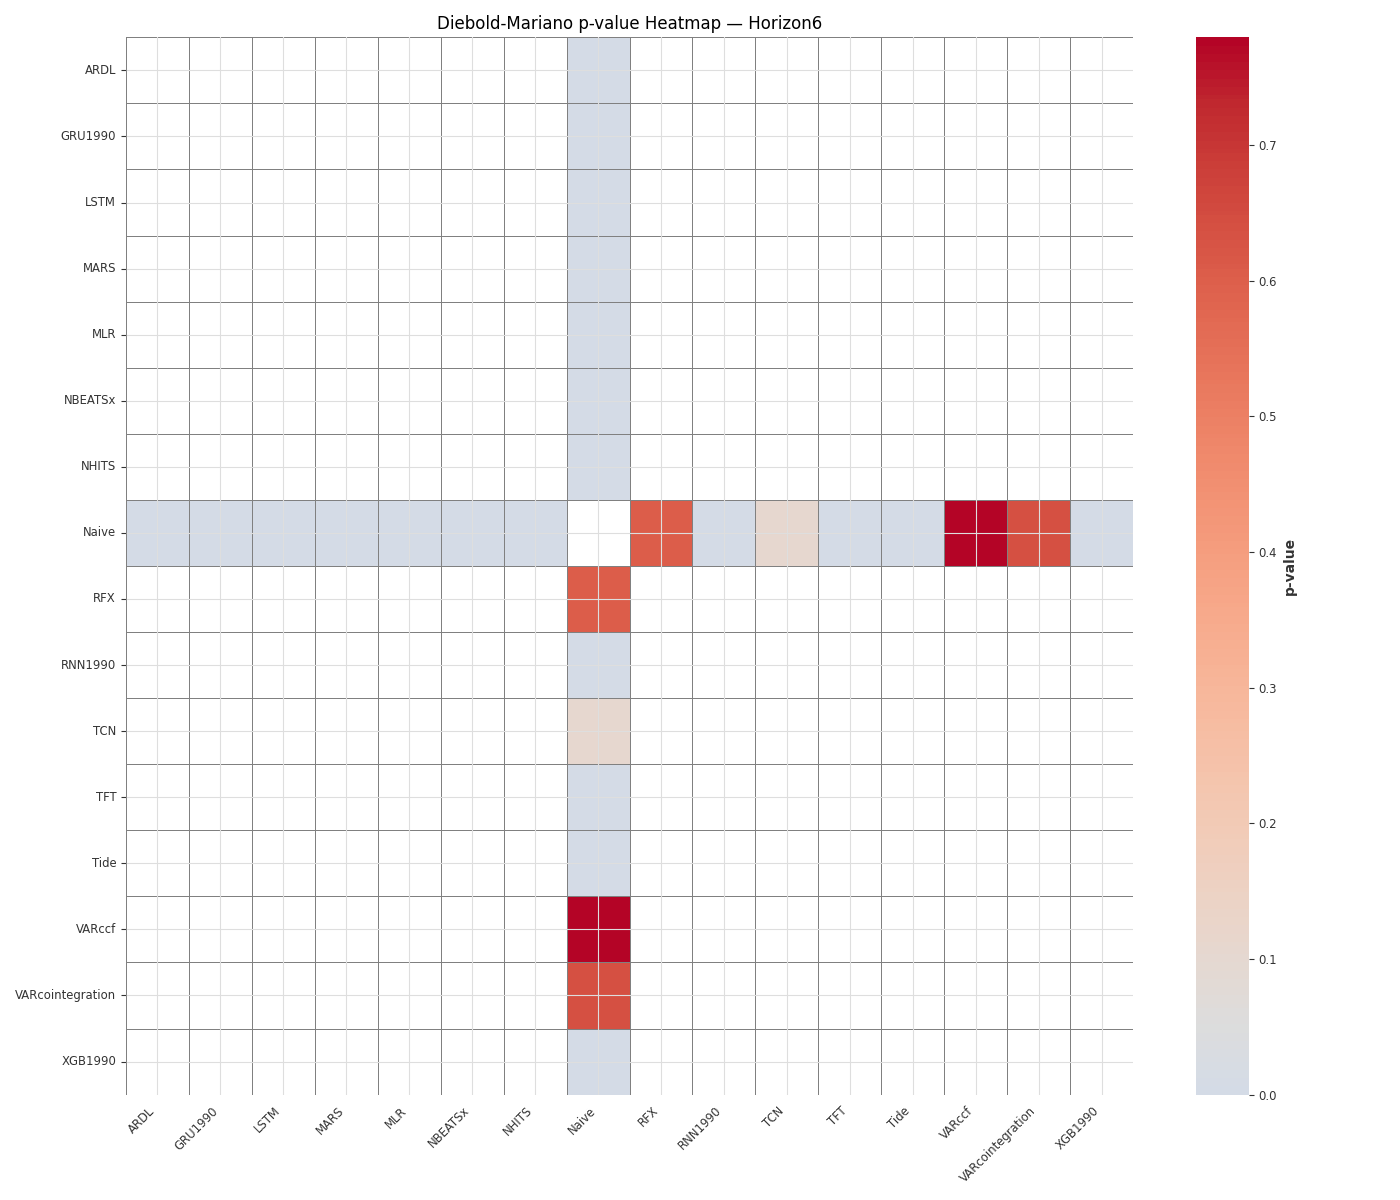 Diebold-Mariano p-value Heatmap — Horizon6
ARDL
GRU1990
LSTM
MARS
MLR
NBEATSx
NHITS
Naive
RFX
RNN1990
TCN
TFT
Tide
VARccf
VARcointegration
XGB1990
ARDL
GRU1990
LSTM
MARS
MLR
NBEATSx
NHITS
Naive
RFX
RNN1990
TCN
TFT
Tide
VARccf
VARcointegration
XGB1990
0.7
0.6
0.5
0.4
0.3
0.2
0.1
0.0
p-value